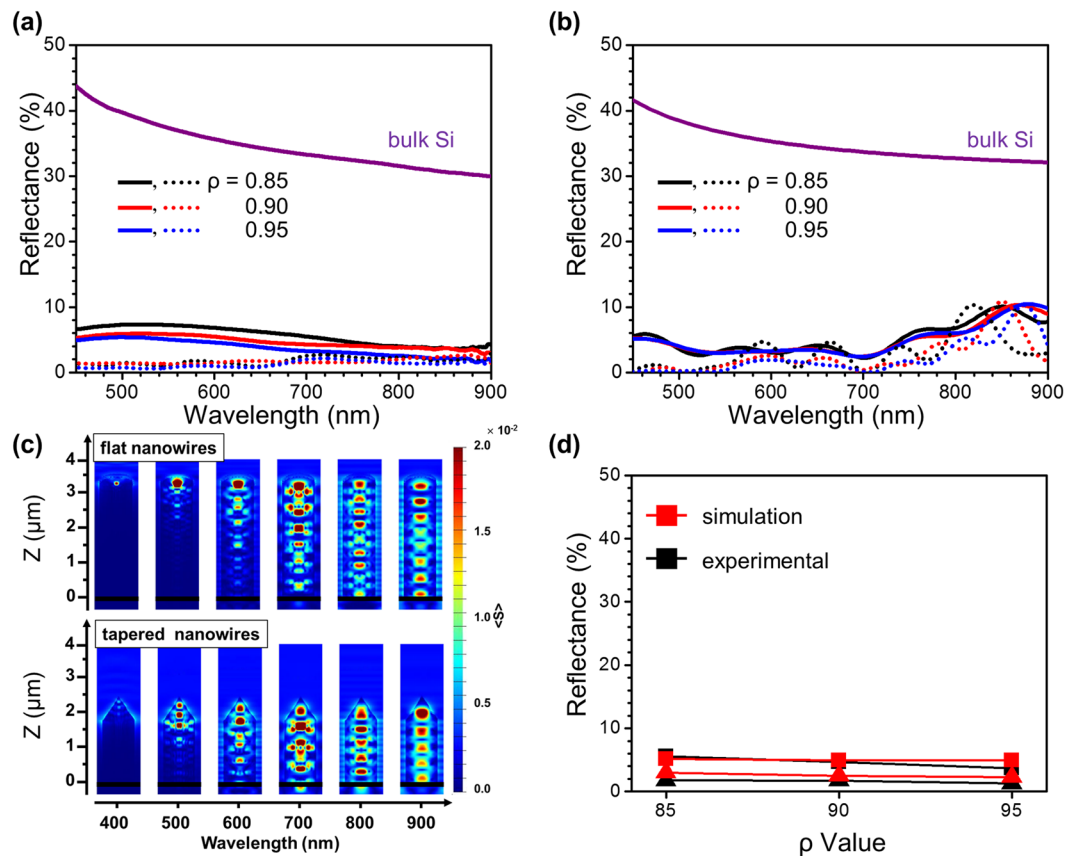 (a)
50
40
30
20
10
0
Reflectance (%)
bulk Si
, ρ = 0.85
, 0.90
, 0.95
500 600 700 800 900
Wavelength (nm)
(b)
50
40
30
20
10
0
Reflectance (%)
bulk Si
, ρ = 0.85
, 0.90
, 0.95
500 600 700 800 900
Wavelength (nm)
(c)
flat nanowires
4
3
2
1
0
Z (μm)
tapered nanowires
4
3
2
1
0
Z (μm)
400 500 600 700 800 900
Wavelength (nm)
× 10⁻²
2.0
1.5
1.0
0.5
0.0
<S>
(d)
50
40
30
20
10
0
Reflectance (%)
simulation
experimental
85 90 95
ρ Value